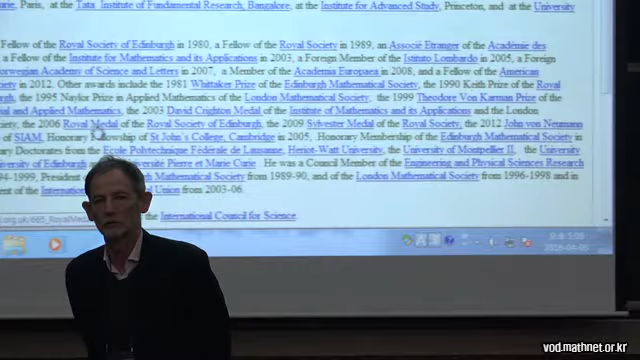 arie, Paris, and at the Tata Institute of Fundamental Research, Bangalore, at the Institute for Advanced Study, Princeton, and at the University
Fellow of the Royal Society of Edinburgh in 1980, a Fellow of the Royal Society in 1989, an Associé Etranger of the Académie des
a Fellow of the Institute for Mathematics and its Applications in 2003, a Foreign Member of the Istituto Lombardo in 2005, a Foreign
orwegian Academy of Science and Letters in 2007, a Member of the Academia Europaea in 2008, and a Fellow of the American
ciety in 2012. Other awards include the 1981 Whittaker Prize of the Edinburgh Mathematical Society, the 1990 Keith Prize of the Royal
rgh, the 1995 Naylor Prize in Applied Mathematics of the London Mathematical Society, the 1999 Theodore Von Karman Prize of the
ial and Applied Mathematics, the 2003 David Crighton Medal of the Institute of Mathematics and its Applications and the London
ciety, the 2006 Royal Medal of the Royal Society of Edinburgh, the 2009 Sylvester Medal of the Royal Society, the 2012 John von Neumann
of SIAM, Honorary Fellowship of St John's College, Cambridge in 2005, Honorary Membership of the Edinburgh Mathematical Society in
ary Doctorates from the Ecole Polytechnique Fédérale de Lausanne, Heriot-Watt University, the University of Montpellier II, the University
iversity of Edinburgh and Université Pierre et Marie Curie. He was a Council Member of the Engineering and Physical Sciences Research
94-1999, President of from 1989-90, and of the London Mathematical Society from 1996-1998 and in
ent of the Internation Union from 2003-06.
the International Council for Science.
vod.mathnet.or.kr